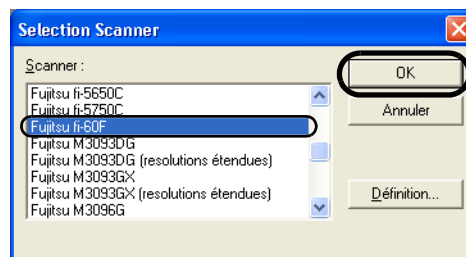 Selection Scanner
Scanner :
Fujitsu fi-5650C
Fujitsu fi-5750C
Fujitsu fi-60F
Fujitsu M3093DG
Fujitsu M3093DG (resolutions étendues)
Fujitsu M3093GX
Fujitsu M3093GX (resolutions étendues)
Fujitsu M3096G
OK
Annuler
Définition...